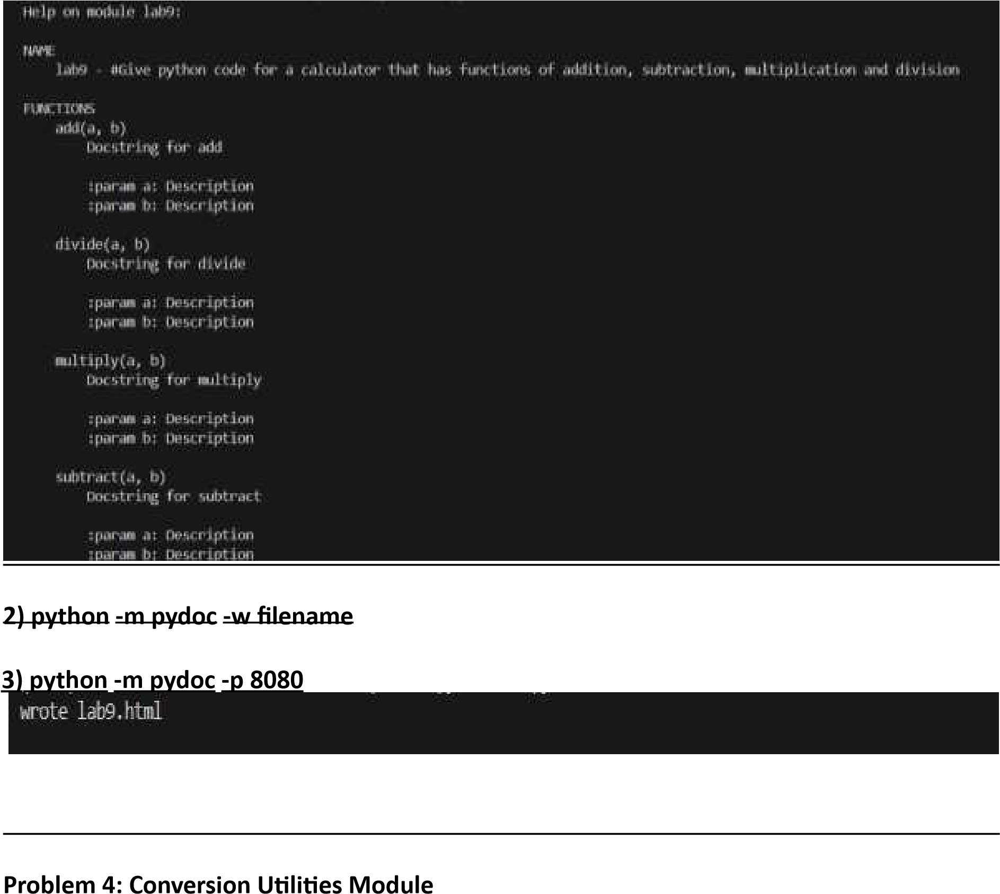 Help on module lab9:
NAME
lab9 - #Give python code for a calculator that has functions of addition, subtraction, multiplication and division
FUNCTIONS
add(a, b)
Docstring for add
:param a: Description
:param b: Description
divide(a, b)
Docstring for divide
:param a: Description
:param b: Description
multiply(a, b)
Docstring for multiply
:param a: Description
:param b: Description
subtract(a, b)
Docstring for subtract
:param a: Description
:param b: Description
2) python -m pydoc -w filename
3) python -m pydoc -p 8080
wrote lab9.html
Problem 4: Conversion Utilities Module